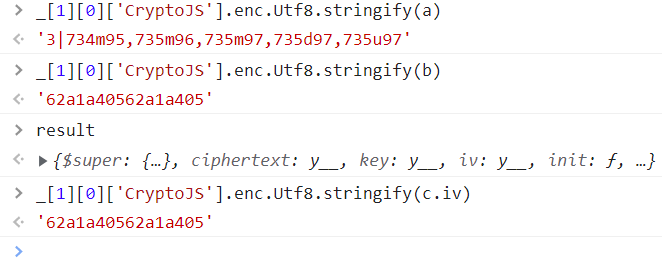 > _[1][0]['CryptoJS'].enc.Utf8.stringify(a)
'3|734m95,735m96,735m97,735d97,735u97'
> _[1][0]['CryptoJS'].enc.Utf8.stringify(b)
'62a1a40562a1a405'
> result
▶ {$super: {…}, ciphertext: y__, key: y__, iv: y__, init: ƒ, …}
> _[1][0]['CryptoJS'].enc.Utf8.stringify(c.iv)
'62a1a40562a1a405'
>